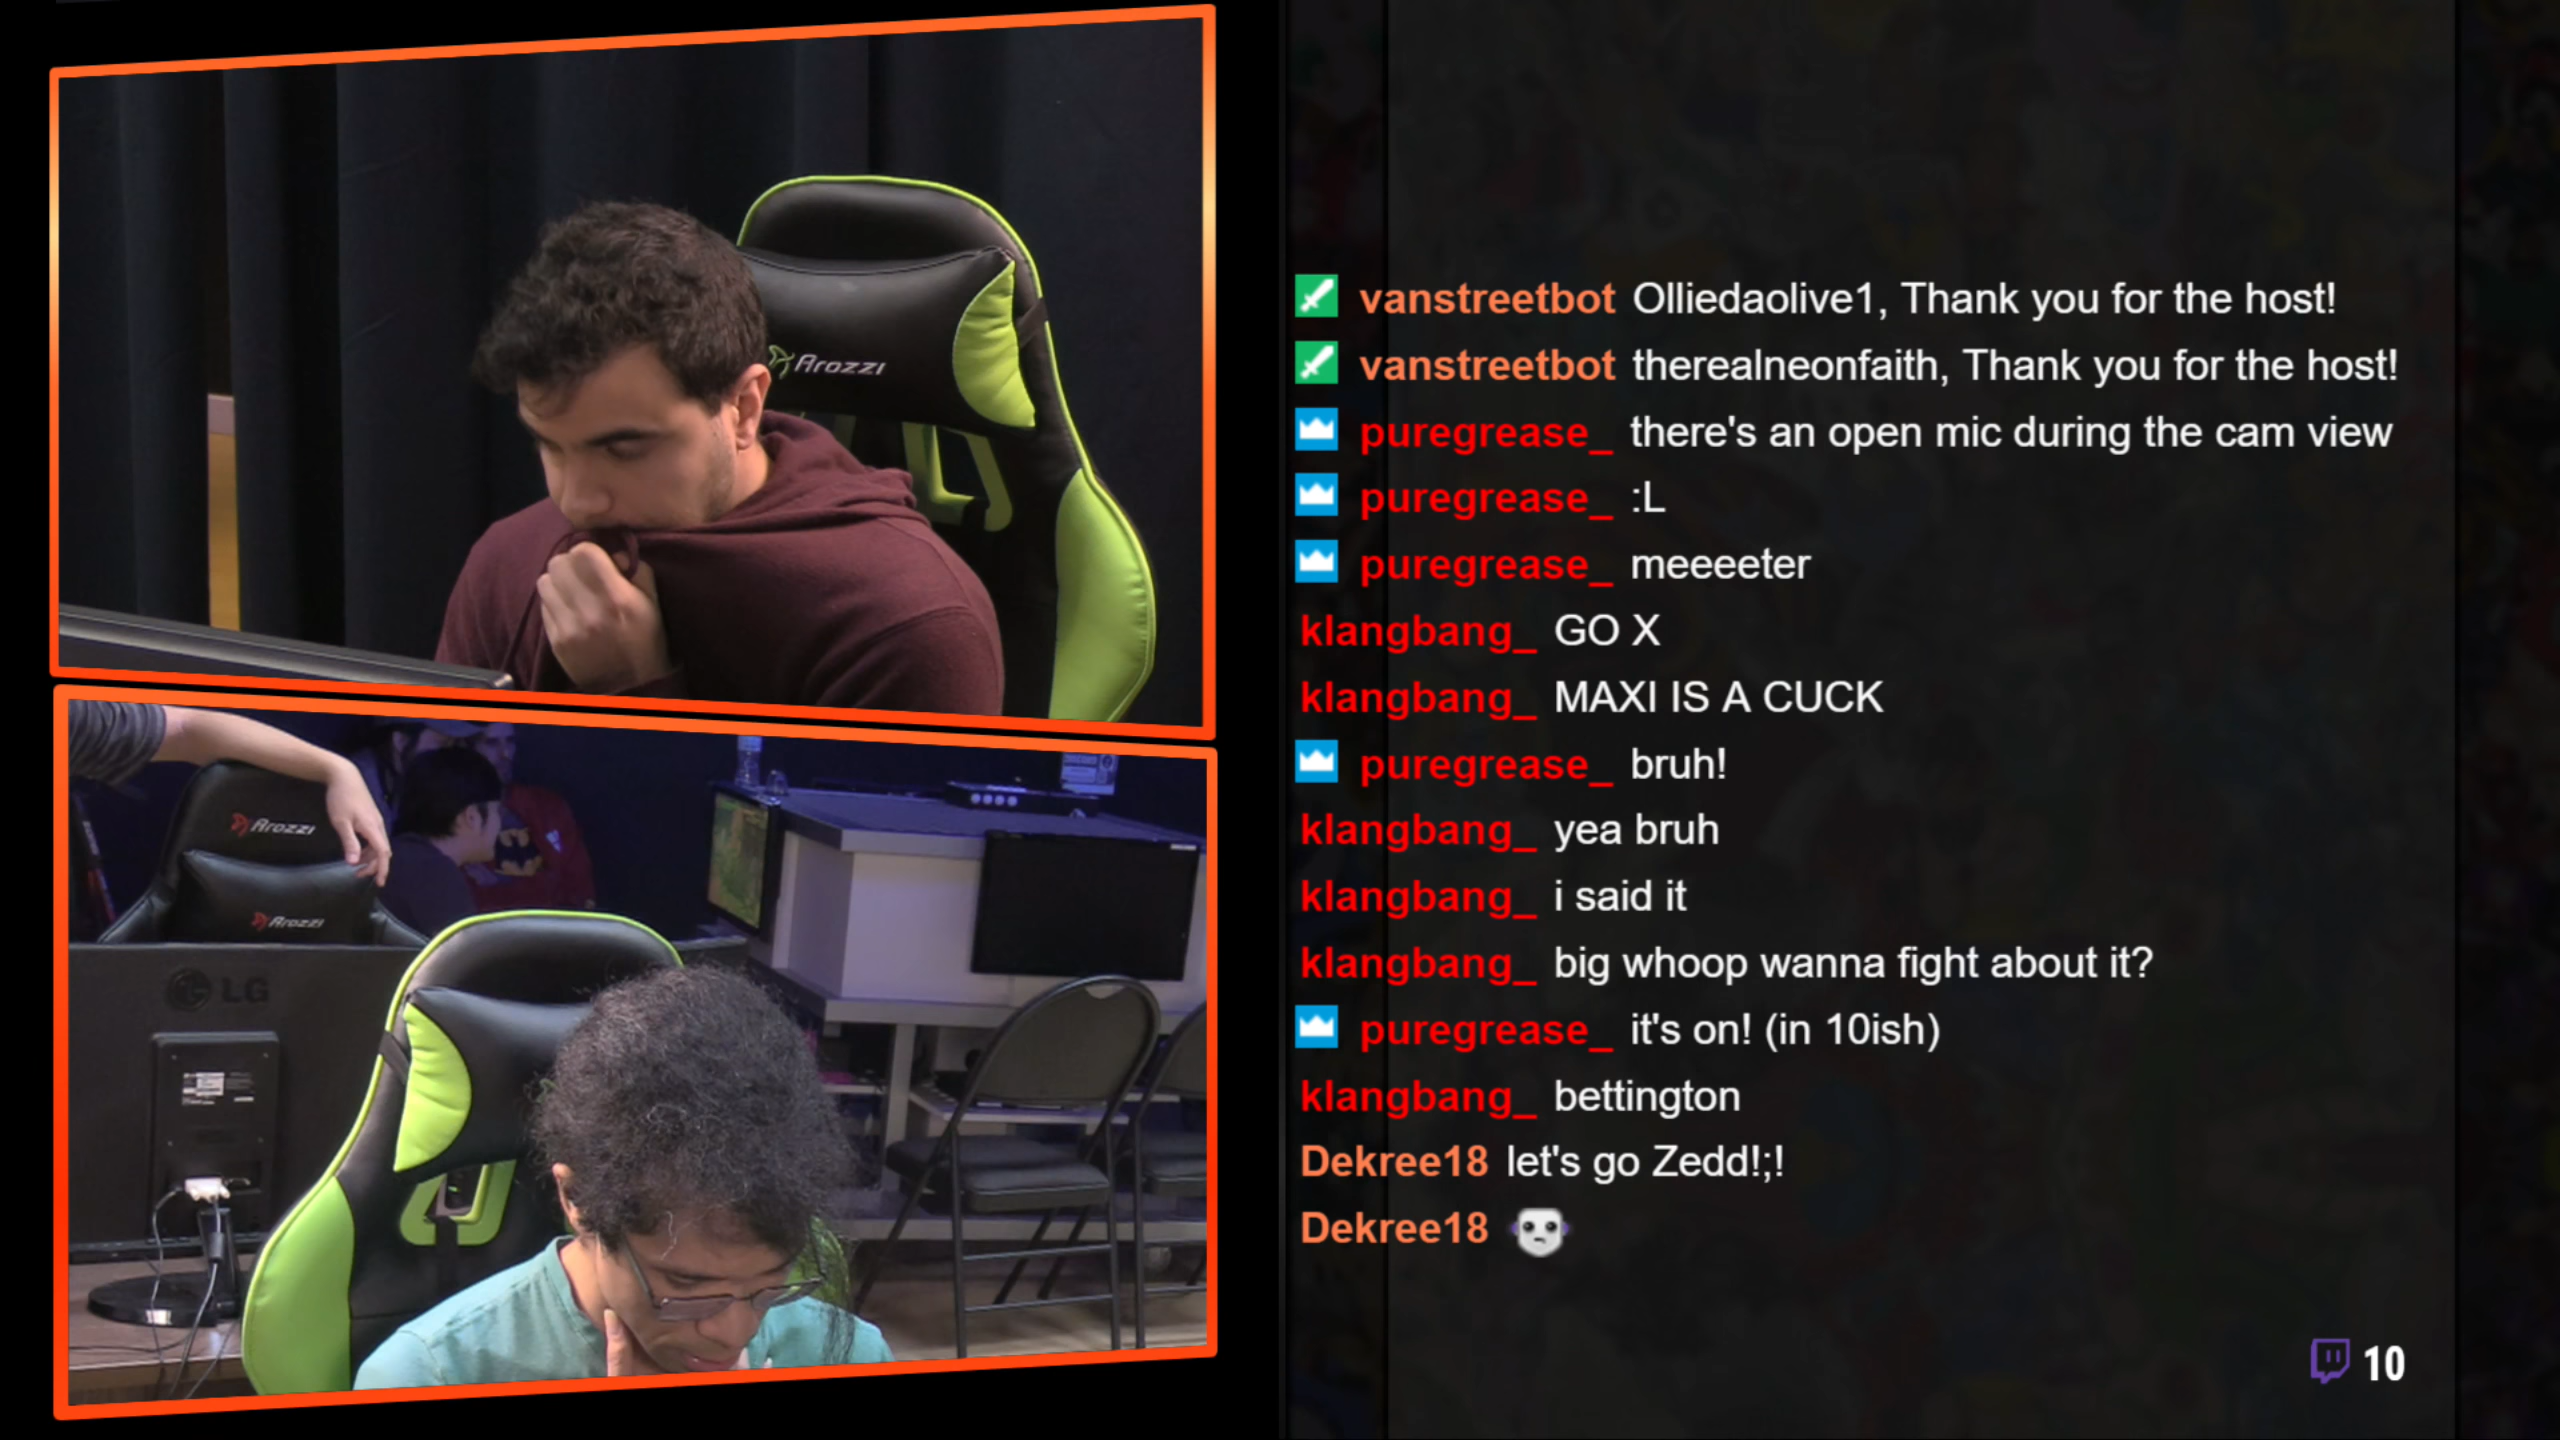 Arozzi
Arozzi
Arozzi
LG
vanstreetbot Olliedaolive1, Thank you for the host!
vanstreetbot therealneonfaith, Thank you for the host!
puregrease_ there's an open mic during the cam view
puregrease_ :L
puregrease_ meeeeter
klangbang_ GO X
klangbang_ MAXI IS A CUCK
puregrease_ bruh!
klangbang_ yea bruh
klangbang_ i said it
klangbang_ big whoop wanna fight about it?
puregrease_ it's on! (in 10ish)
klangbang_ bettington
Dekree18 let's go Zedd!;!
Dekree18
10